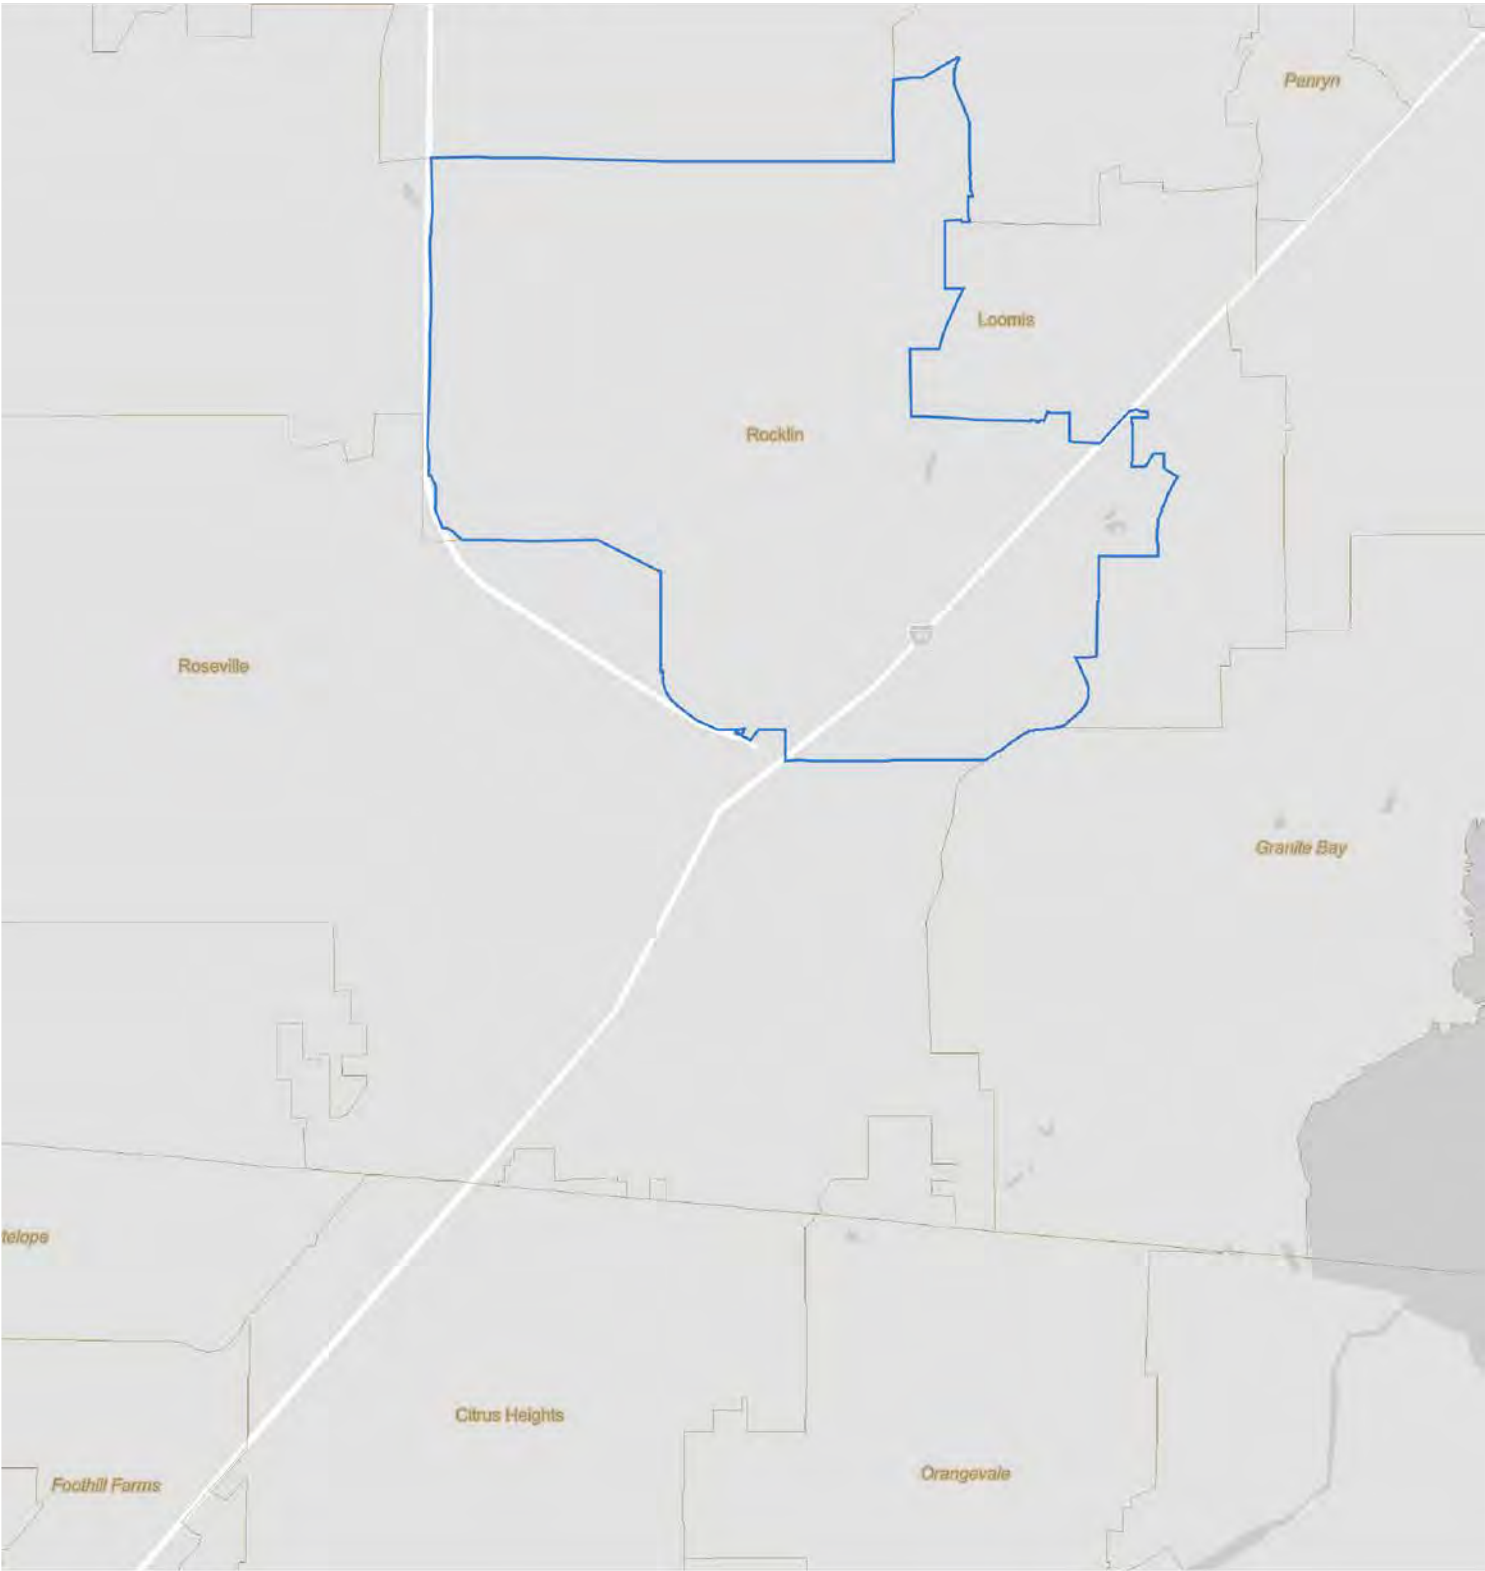 Penryn
Loomis
Rocklin
Roseville
Granite Bay
telope
Citrus Heights
Orangevale
Foothill Farms